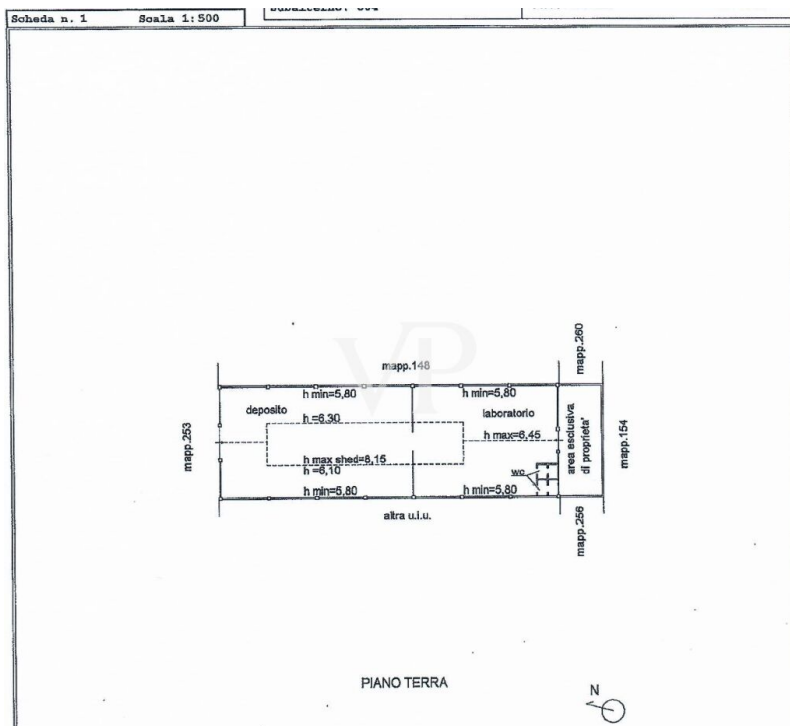 Scheda n. 1 Scala 1:500
mapp.148
mapp.260
h min=5,80 h min=5,80
deposito laboratorio
h =6,30
h max=6,45
mapp.253
area esclusiva
di proprieta'
mapp.154
h max shed=8,15
h =6,10
wc
h min=5,80 h min=5,80
altra u.i.u.
mapp.256
VP
PIANO TERRA
N